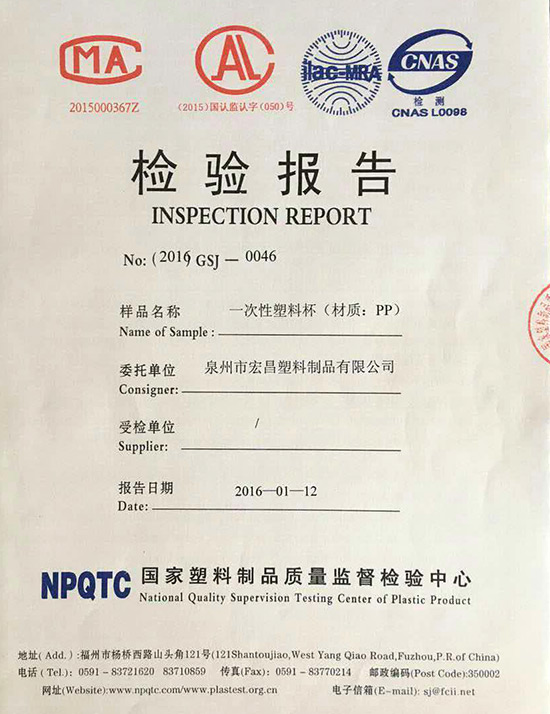 MA
2015000367Z
AL
(2015)国认监认字(050)号
ilac-MRA
CNAS
检 测
CNAS L0098
检验报告
INSPECTION REPORT
No: (2016) GSJ — 0046
样品名称 一次性塑料杯（材质：PP）
Name of Sample :
委托单位 泉州市宏昌塑料制品有限公司
Consigner:
受检单位 /
Supplier:
报告日期 2016—01—12
Date:
NPQTC 国家塑料制品质量监督检验中心
National Quality Supervision Testing Center of Plastic Product
地址( Add. ) :福州市杨桥西路山头角121号(121Shantoujiao,West Yang Qiao Road,Fuzhou,P.R.of China)
电话 ( Tel.) : 0591 - 83721620 83710859 传真(Fax) : 0591 - 83770214 邮政编码(Post Code):350002
网址(Website):www.npqtc.com/www.plastest.org.cn 电子信箱(E-mail): sj@fcii.net